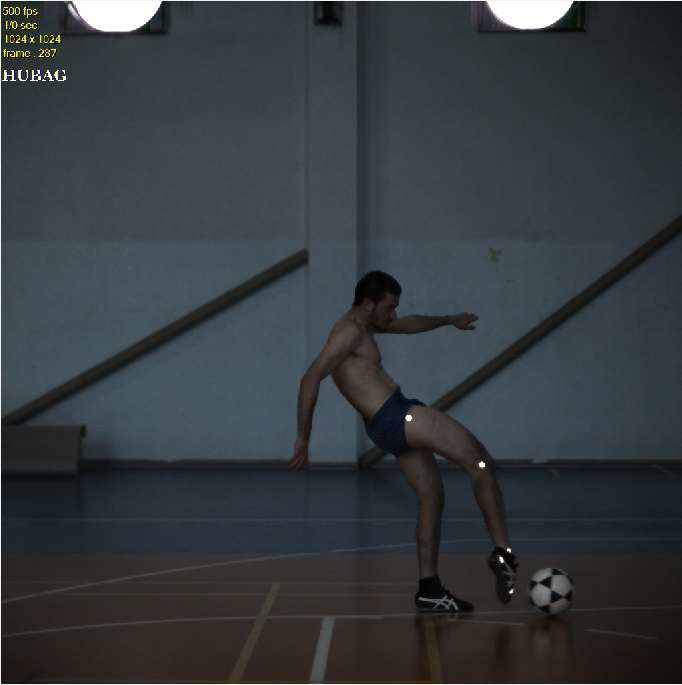 500 fps
1/0 sec
1024 x 1024
frame : 287
HUBAG